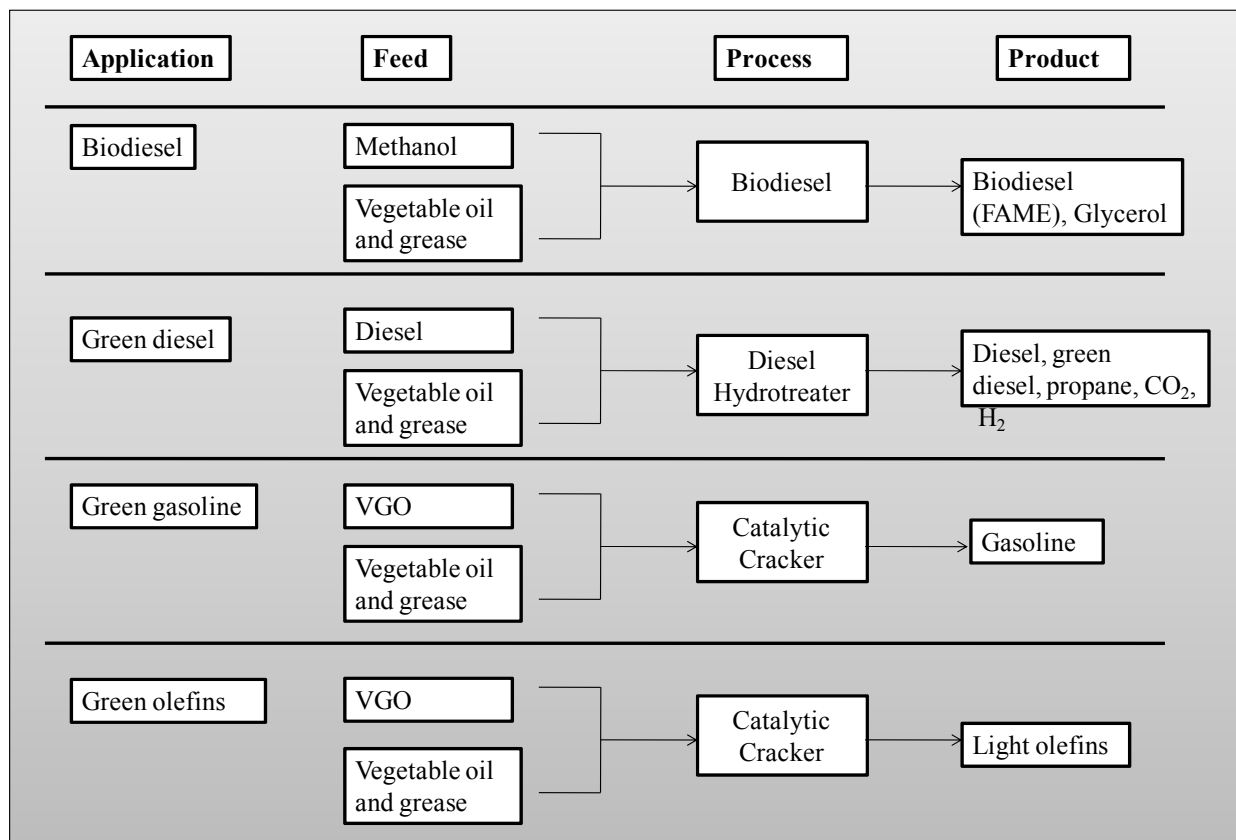 Application
Feed
Process
Product
Biodiesel
Methanol
Vegetable oil
and grease
Biodiesel
Biodiesel
(FAME), Glycerol
Green diesel
Diesel
Vegetable oil
and grease
Diesel
Hydrotreater
Diesel, green
diesel, propane, CO₂,
H₂
Green gasoline
VGO
Vegetable oil
and grease
Catalytic
Cracker
Gasoline
Green olefins
VGO
Vegetable oil
and grease
Catalytic
Cracker
Light olefins